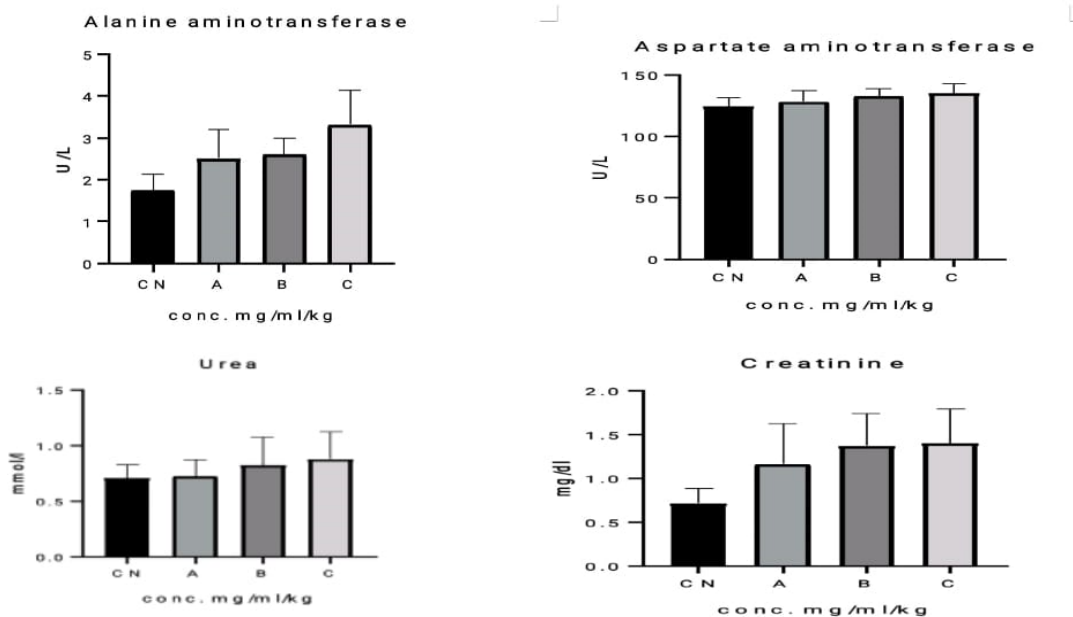 Alanine aminotransferase
5
4
3
2
1
0
U/L
CN A B C
conc. mg/ml/kg
Aspartate aminotransferase
150
100
50
0
U/L
CN A B C
conc. mg/ml/kg
Urea
1.5
1.0
0.5
0.0
mmol/l
CN A B C
conc. mg/ml/kg
Creatinine
2.0
1.5
1.0
0.5
0.0
mg/dl
CN A B C
conc. mg/ml/kg